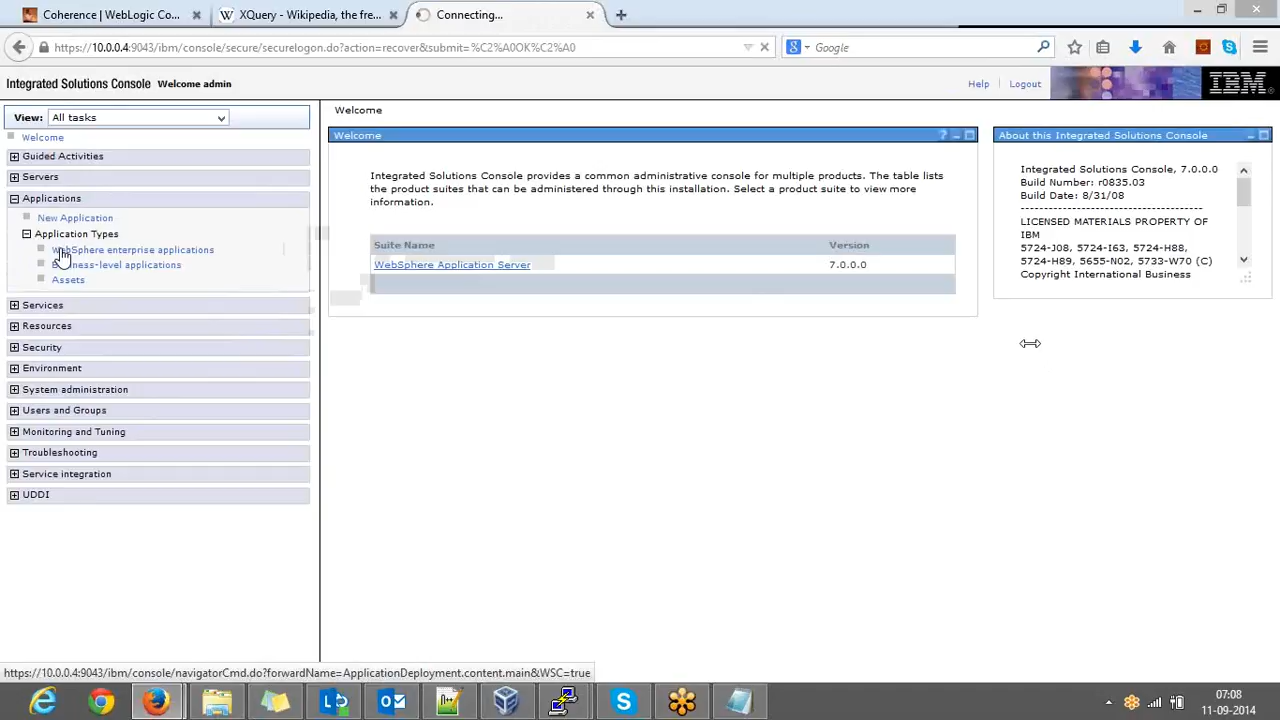 Coherence | WebLogic Co...
XQuery - Wikipedia, the fre...
Connecting...
https://10.0.0.4:9043/ibm/console/secure/securelogon.do?action=recover&submit=%C2%A0OK%C2%A0
Google
Integrated Solutions Console Welcome admin
Help Logout
IBM
View: All tasks
Welcome
Guided Activities
Servers
Applications
New Application
Application Types
WebSphere enterprise applications
Business-level applications
Assets
Services
Resources
Security
Environment
System administration
Users and Groups
Monitoring and Tuning
Troubleshooting
Service integration
UDDI
Welcome
Welcome
Integrated Solutions Console provides a common administrative console for multiple products. The table lists
the product suites that can be administered through this installation. Select a product suite to view more
information.
Suite Name Version
WebSphere Application Server 7.0.0.0
About this Integrated Solutions Console
Integrated Solutions Console, 7.0.0.0
Build Number: r0835.03
Build Date: 8/31/08
----------------------------------
LICENSED MATERIALS PROPERTY OF
IBM
5724-J08, 5724-I63, 5724-H88,
5724-H89, 5655-N02, 5733-W70 (C)
Copyright International Business
https://10.0.0.4:9043/ibm/console/navigatorCmd.do?forwardName=ApplicationDeployment.content.main&WSC=true
07:08
11-09-2014